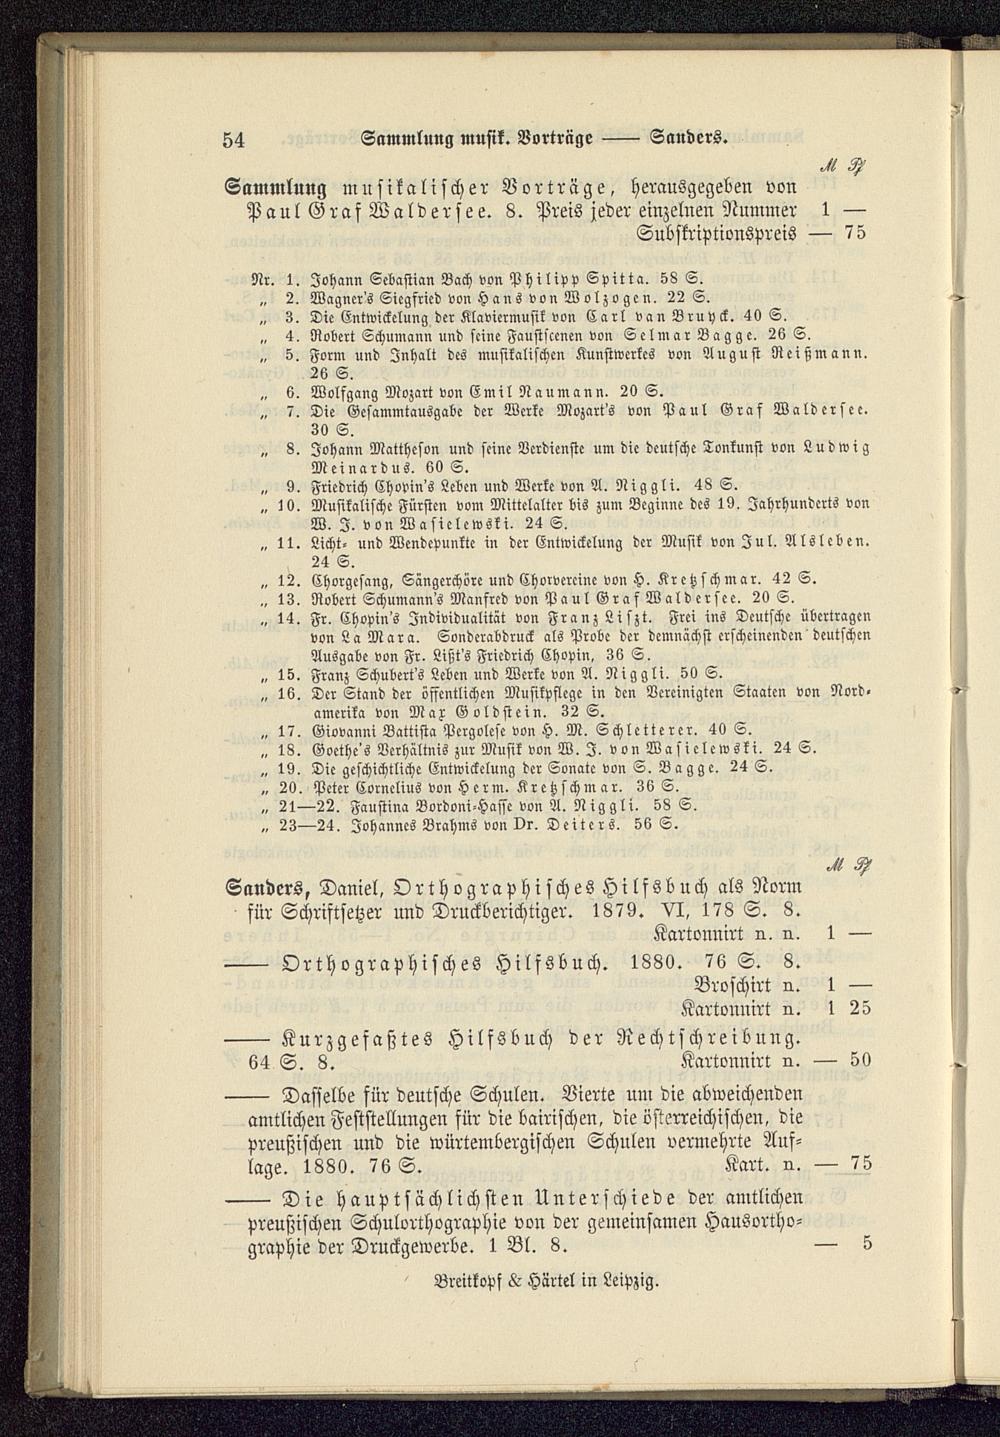 54 Sammlung musik. Vorträge —— Sanders.
M Pf
Sammlung musikalischer Vorträge, herausgegeben von
Paul Graf Waldersee. 8. Preis jeder einzelnen Nummer 1 —
Subskriptionspreis — 75
Nr. 1. Johann Sebastian Bach von Philipp Spitta. 58 S.
„ 2. Wagner's Siegfried von Hans von Wolzogen. 22 S.
„ 3. Die Entwickelung der Klaviermusik von Carl van Bruyck. 40 S.
„ 4. Robert Schumann und seine Faustscenen von Selmar Bagge. 26 S.
„ 5. Form und Inhalt des musikalischen Kunstwerkes von August Reißmann.
26 S.
„ 6. Wolfgang Mozart von Emil Naumann. 20 S.
„ 7. Die Gesammtausgabe der Werke Mozart's von Paul Graf Waldersee.
30 S.
„ 8. Johann Mattheson und seine Verdienste um die deutsche Tonkunst von Ludwig
Meinardus. 60 S.
„ 9. Friedrich Chopin's Leben und Werke von A. Niggli. 48 S.
„ 10. Musikalische Fürsten vom Mittelalter bis zum Beginne des 19. Jahrhunderts von
W. J. von Wasielewski. 24 S.
„ 11. Licht- und Wendepunkte in der Entwickelung der Musik von Jul. Alsleben.
24 S.
„ 12. Chorgesang, Sängerchöre und Chorvereine von H. Kretzschmar. 42 S.
„ 13. Robert Schumann's Manfred von Paul Graf Waldersee. 20 S.
„ 14. Fr. Chopin's Individualität von Franz Liszt. Frei ins Deutsche übertragen
von La Mara. Sonderabdruck als Probe der demnächst erscheinenden deutschen
Ausgabe von Fr. Lißt's Friedrich Chopin, 36 S.
„ 15. Franz Schubert's Leben und Werke von A. Niggli. 50 S.
„ 16. Der Stand der öffentlichen Musikpflege in den Vereinigten Staaten von Nord-
amerika von Max Goldstein. 32 S.
„ 17. Giovanni Battista Pergolese von H. M. Schletterer. 40 S.
„ 18. Goethe's Verhältnis zur Musik von W. J. von Wasielewski. 24 S.
„ 19. Die geschichtliche Entwickelung der Sonate von S. Bagge. 24 S.
„ 20. Peter Cornelius von Herm. Kretzschmar. 36 S.
„ 21—22. Faustina Bordoni-Hasse von A. Niggli. 58 S.
„ 23—24. Johannes Brahms von Dr. Deiters. 56 S.
M Pf
Sanders, Daniel, Orthographisches Hilfsbuch als Norm
für Schriftsetzer und Druckberichtiger. 1879. VI, 178 S. 8.
Kartonnirt n. n. 1 —
—— Orthographisches Hilfsbuch. 1880. 76 S. 8.
Broschirt n. 1 —
Kartonnirt n. 1 25
—— Kurzgefaßtes Hilfsbuch der Rechtschreibung.
64 S. 8. Kartonnirt n. — 50
—— Dasselbe für deutsche Schulen. Vierte um die abweichenden
amtlichen Feststellungen für die bairischen, die österreichischen, die
preußischen und die würtembergischen Schulen vermehrte Auf-
lage. 1880. 76 S. Kart. n. — 75
—— Die hauptsächlichsten Unterschiede der amtlichen
preußischen Schulorthographie von der gemeinsamen Hausortho-
graphie der Druckgewerbe. 1 Bl. 8. — 5
Breitkopf & Härtel in Leipzig.